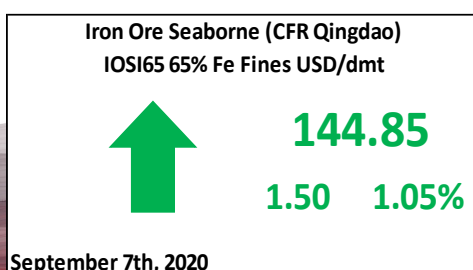 Iron Ore Seaborne (CFR Qingdao)
IOSI65 65% Fe Fines USD/dmt
144.85
1.50 1.05%
September 7th, 2020